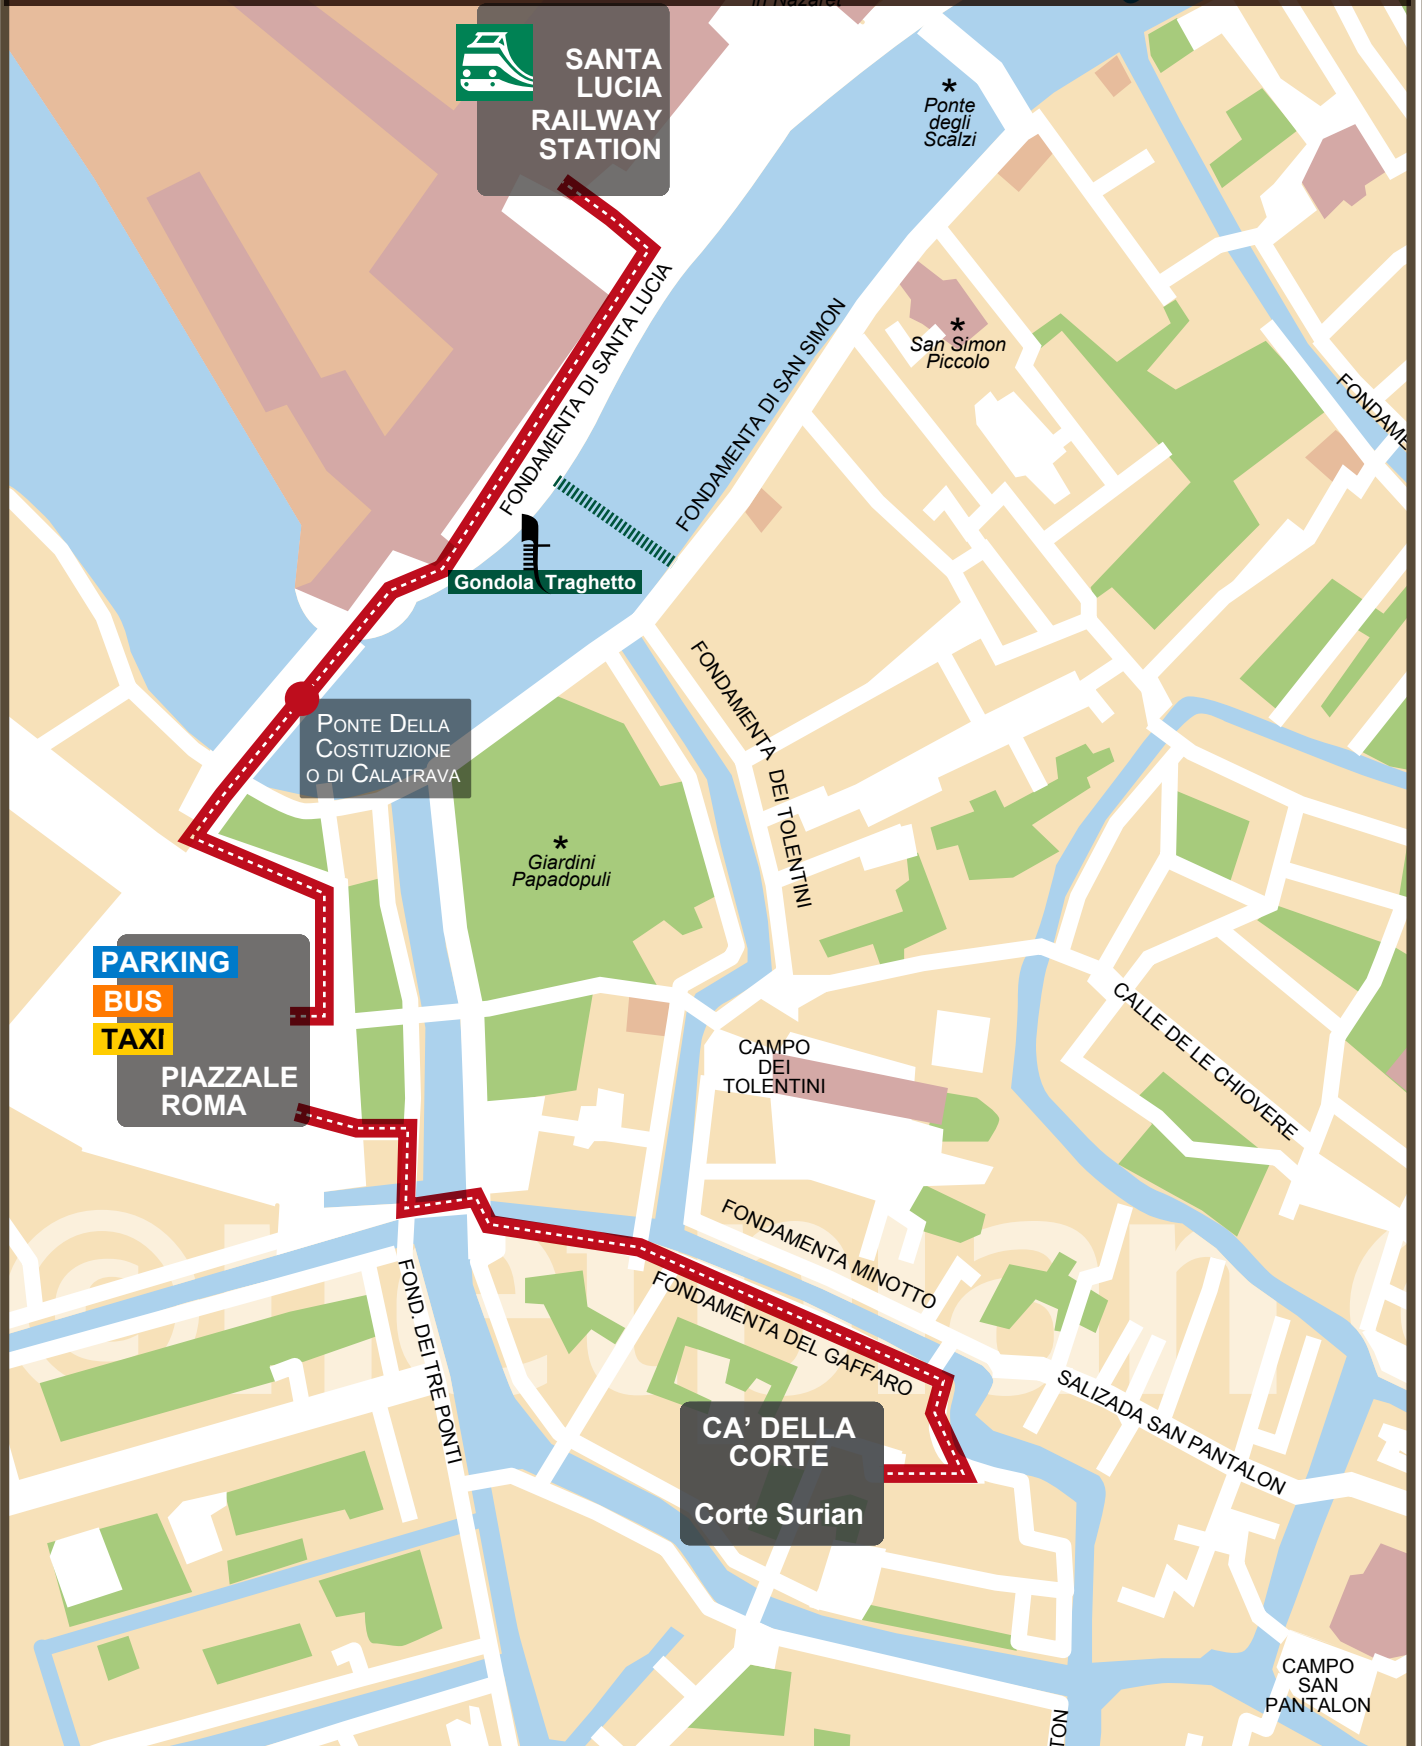 SANTA
LUCIA
RAILWAY
STATION
*
Ponte
degli
Scalzi
*
San Simon
Piccolo
FONDAMENTA DI SANTA LUCIA
FONDAMENTA DI SAN SIMON
FONDAME
Gondola Traghetto
FONDAMENTA DEI TOLENTINI
PONTE DELLA
COSTITUZIONE
O DI CALATRAVA
*
Giardini
Papadopuli
PARKING
BUS
TAXI
PIAZZALE
ROMA
CAMPO
DEI
TOLENTINI
CALLE DE LE CHIOVERE
FONDAMENTA MINOTTO
FONDAMENTA DEL GAFFARO
FOND. DEI TRE PONTI
SALIZADA SAN PANTALON
CA’ DELLA
CORTE
Corte Surian
CAMPO
SAN
PANTALON
TON